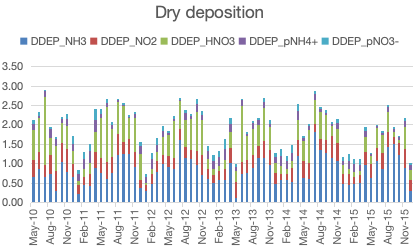 Dry deposition
DDEP_NH3 DDEP_NO2 DDEP_HNO3 DDEP_pNH4+ DDEP_pNO3-
3.50
3.00
2.50
2.00
1.50
1.00
0.50
0.00
May-10 Aug-10 Nov-10 Feb-11 May-11 Aug-11 Nov-11 Feb-12 May-12 Aug-12 Nov-12 Feb-13 May-13 Aug-13 Nov-13 Feb-14 May-14 Aug-14 Nov-14 Feb-15 May-15 Aug-15 Nov-15